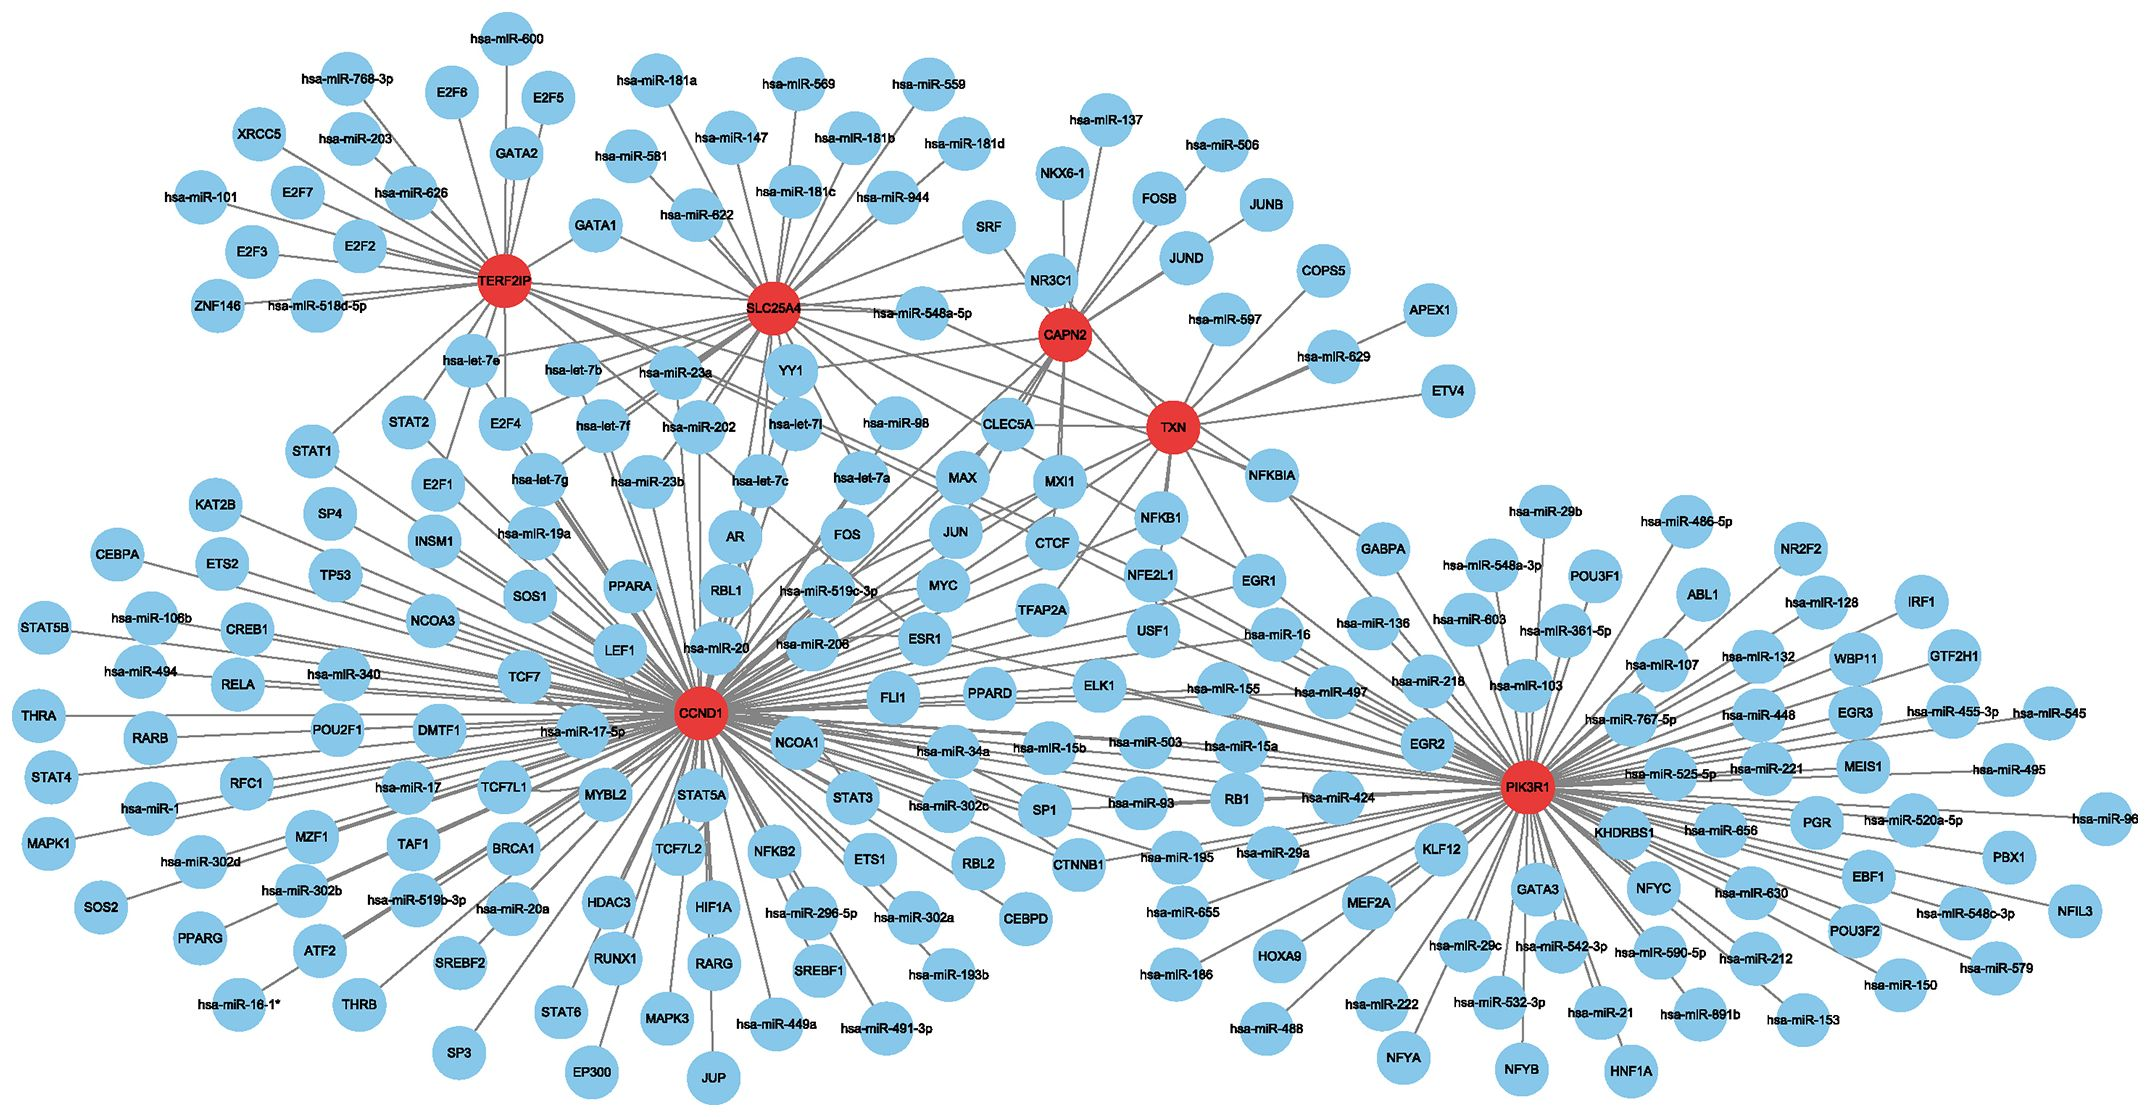 hsa-miR-600
hsa-miR-768-3p
E2F6
E2F5
hsa-miR-181a
hsa-miR-569
hsa-miR-559
XRCC5
hsa-miR-203
GATA2
hsa-miR-581
hsa-miR-147
hsa-miR-181b
hsa-miR-181d
hsa-miR-137
hsa-miR-506
hsa-miR-101
E2F7
hsa-miR-626
hsa-miR-622
hsa-miR-181c
hsa-miR-944
NKX6-1
FOSB
JUNB
E2F3
E2F2
GATA1
SRF
JUND
ZNF146
hsa-miR-518d-5p
TERF2IP
SLC25A4
hsa-miR-548a-5p
NR3C1
COPS5
CAPN2
hsa-miR-597
APEX1
hsa-miR-629
ETV4
hsa-let-7e
hsa-let-7b
hsa-miR-23a
YY1
STAT2
E2F4
hsa-let-7f
hsa-miR-202
hsa-let-7i
hsa-miR-98
CLEC5A
TXN
STAT1
E2F1
hsa-let-7g
hsa-miR-23b
hsa-let-7c
hsa-let-7a
MAX
MXI1
NFKBIA
KAT2B
SP4
INSM1
hsa-miR-19a
AR
FOS
JUN
CTCF
NFKB1
GABPA
hsa-miR-29b
hsa-miR-486-5p
CEBPA
ETS2
TP53
SOS1
PPARA
RBL1
hsa-miR-519c-3p
MYC
TFAP2A
NFE2L1
EGR1
hsa-miR-548a-3p
POU3F1
NR2F2
ABL1
hsa-miR-128
IRF1
STAT5B
hsa-miR-106b
CREB1
NCOA3
LEF1
hsa-miR-20
hsa-miR-206
ESR1
USF1
hsa-miR-16
hsa-miR-136
hsa-miR-603
hsa-miR-361-5p
hsa-miR-107
hsa-miR-132
WBP11
GTF2H1
hsa-miR-494
RELA
hsa-miR-340
TCF7
CCND1
FLI1
PPARD
ELK1
hsa-miR-155
hsa-miR-497
hsa-miR-218
hsa-miR-103
hsa-miR-767-5p
hsa-miR-448
EGR3
hsa-miR-455-3p
hsa-miR-545
THRA
RARB
POU2F1
DMTF1
hsa-miR-17-5p
NCOA1
hsa-miR-34a
hsa-miR-15b
hsa-miR-503
hsa-miR-15a
EGR2
STAT4
RFC1
hsa-miR-17
TCF7L1
MYBL2
STAT5A
STAT3
hsa-miR-302c
SP1
hsa-miR-93
RB1
hsa-miR-424
PIK3R1
hsa-miR-525-5p
hsa-miR-221
MEIS1
hsa-miR-495
hsa-miR-1
MAPK1
MZF1
TAF1
BRCA1
TCF7L2
NFKB2
ETS1
RBL2
CTNNB1
hsa-miR-195
hsa-miR-29a
KLF12
KHDRBS1
hsa-miR-656
PGR
hsa-miR-520a-5p
hsa-miR-96
PBX1
hsa-miR-302d
hsa-miR-302b
hsa-miR-519b-3p
hsa-miR-20a
HDAC3
HIF1A
hsa-miR-296-5p
hsa-miR-302a
CEBPD
hsa-miR-655
MEF2A
GATA3
NFYC
hsa-miR-630
EBF1
hsa-miR-548c-3p
NFIL3
SOS2
PPARG
ATF2
SREBF2
RUNX1
RARG
SREBF1
hsa-miR-193b
hsa-miR-186
HOXA9
hsa-miR-29c
hsa-miR-542-3p
hsa-miR-590-5p
hsa-miR-212
POU3F2
hsa-miR-579
hsa-miR-150
hsa-miR-16-1*
THRB
STAT6
MAPK3
hsa-miR-449a
hsa-miR-491-3p
hsa-miR-488
hsa-miR-222
hsa-miR-532-3p
hsa-miR-21
hsa-miR-891b
hsa-miR-153
SP3
EP300
JUP
NFYA
NFYB
HNF1A